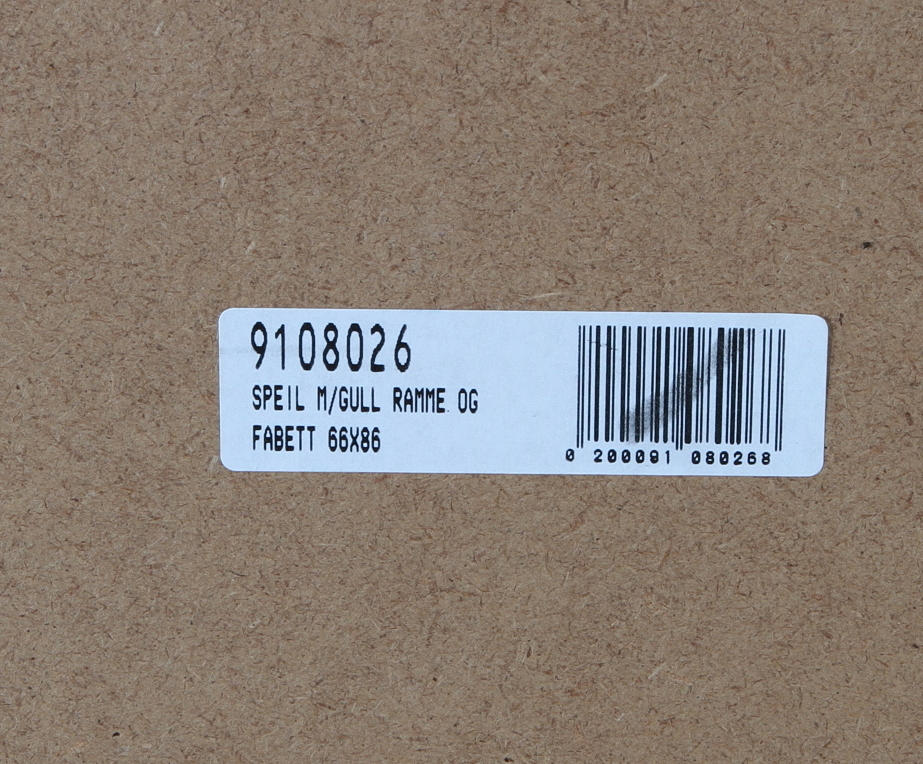 9108026
SPEIL M/GULL RAMME OG
FABETT 66X86
0 200091 080268